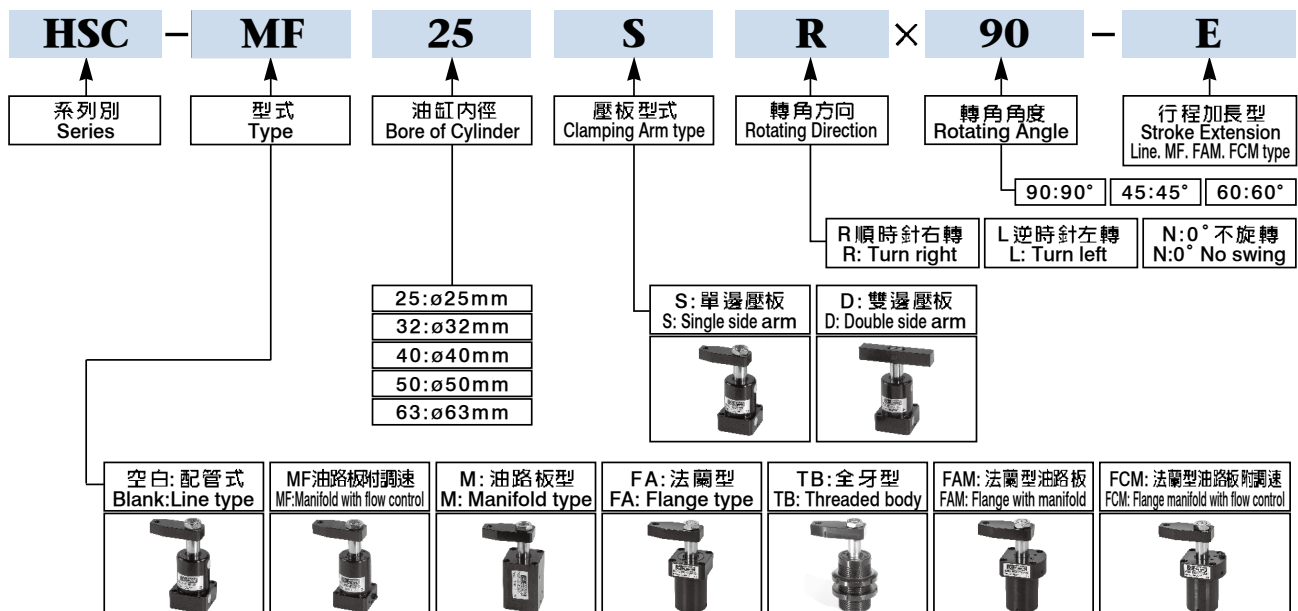 HSC – MF 25 S R × 90 – E
系列別
Series
型式
Type
油缸内徑
Bore of Cylinder
壓板型式
Clamping Arm type
轉角方向
Rotating Direction
轉角角度
Rotating Angle
行程加長型
Stroke Extension
Line. MF. FAM. FCM type
90:90° 45:45° 60:60°
R順時針右轉
R: Turn right
L逆時針左轉
L: Turn left
N:0°不旋轉
N:0° No swing
25:ø25mm
32:ø32mm
40:ø40mm
50:ø50mm
63:ø63mm
S:單邊壓板
S: Single side arm
D:雙邊壓板
D: Double side arm
空白:配管式
Blank:Line type
MF油路板附調速
MF:Manifold with flow control
M:油路板型
M: Manifold type
FA:法蘭型
FA: Flange type
TB:全牙型
TB: Threaded body
FAM:法蘭型油路板
FAM: Flange with manifold
FCM:法蘭型油路板附調速
FCM: Flange manifold with flow control